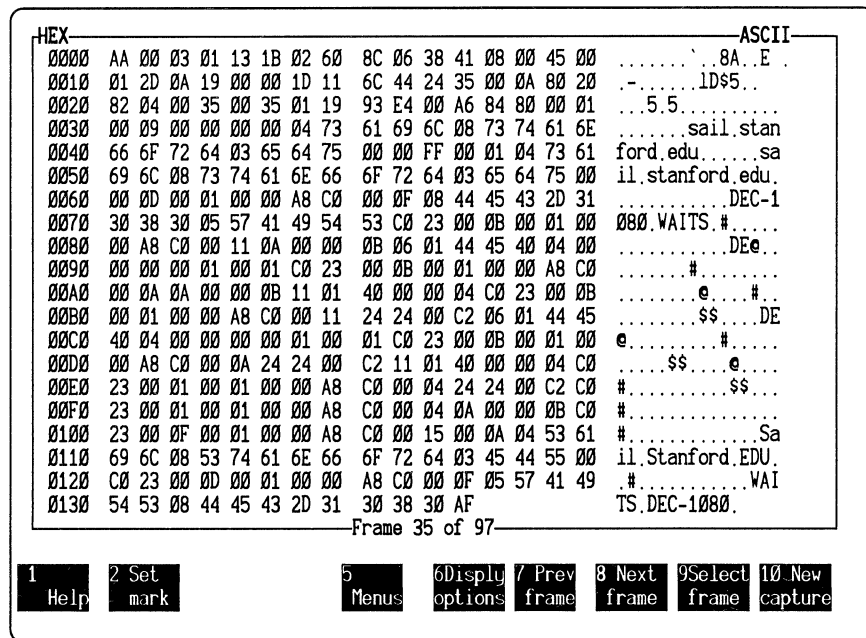 HEX ASCII
0000 AA 00 03 01 13 1B 02 60 8C 06 38 41 08 00 45 00 .......`..8A..E .
0010 01 2D 0A 19 00 00 1D 11 6C 44 24 35 00 0A 80 20 .-......lD$5..
0020 82 04 00 35 00 35 01 19 93 E4 00 A6 84 80 00 01 ...5.5..........
0030 00 09 00 00 00 00 04 73 61 69 6C 08 73 74 61 6E .......sail.stan
0040 66 6F 72 64 03 65 64 75 00 00 FF 00 01 04 73 61 ford.edu......sa
0050 69 6C 08 73 74 61 6E 66 6F 72 64 03 65 64 75 00 il.stanford.edu.
0060 00 0D 00 01 00 00 A8 C0 00 0F 08 44 45 43 2D 31 ...........DEC-1
0070 30 38 30 05 57 41 49 54 53 C0 23 00 0B 00 01 00 080.WAITS.#.....
0080 00 A8 C0 00 11 0A 00 00 0B 06 01 44 45 40 04 00 ...........DE@..
0090 00 00 00 01 00 01 C0 23 00 0B 00 01 00 00 A8 C0 .......#........
00A0 00 0A 0A 00 00 0B 11 01 40 00 00 04 C0 23 00 0B ........@....#..
00B0 00 01 00 00 A8 C0 00 11 24 24 00 C2 06 01 44 45 ........$$....DE
00C0 40 04 00 00 00 00 01 00 01 C0 23 00 0B 00 01 00 @.........#.....
00D0 00 A8 C0 00 0A 24 24 00 C2 11 01 40 00 00 04 C0 .....$$....@....
00E0 23 00 01 00 01 00 00 A8 C0 00 04 24 24 00 C2 C0 #..........$$...
00F0 23 00 01 00 01 00 00 A8 C0 00 04 0A 00 00 0B C0 #...............
0100 23 00 0F 00 01 00 00 A8 C0 00 15 00 0A 04 53 61 #.............Sa
0110 69 6C 08 53 74 61 6E 66 6F 72 64 03 45 44 55 00 il.Stanford.EDU.
0120 C0 23 00 0D 00 01 00 00 A8 C0 00 0F 05 57 41 49 .#...........WAI
0130 54 53 08 44 45 43 2D 31 30 38 30 AF TS.DEC-1080.
Frame 35 of 97
1 Help 2 Set mark 5 Menus 6Disply options 7 Prev frame 8 Next frame 9Select frame 10 New capture